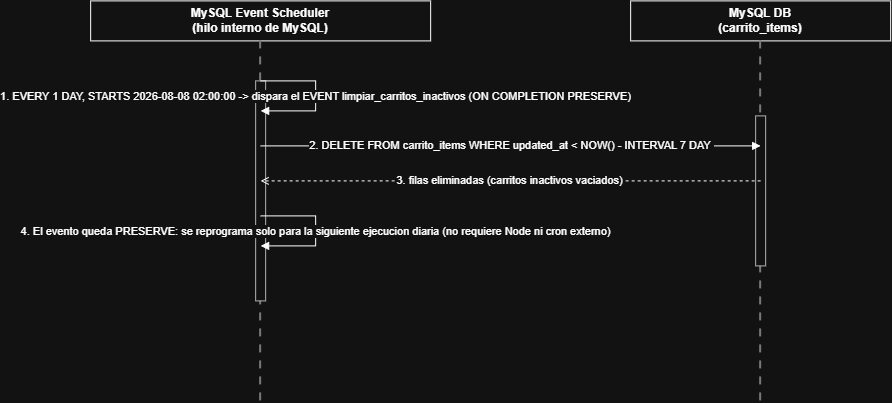 MySQL Event Scheduler
(hilo interno de MySQL)
MySQL DB
(carrito_items)
1. EVERY 1 DAY, STARTS 2026-08-08 02:00:00 -> dispara el EVENT limpiar_carritos_inactivos (ON COMPLETION PRESERVE)
2. DELETE FROM carrito_items WHERE updated_at < NOW() - INTERVAL 7 DAY
3. filas eliminadas (carritos inactivos vaciados)
4. El evento queda PRESERVE: se reprograma solo para la siguiente ejecucion diaria (no requiere Node ni cron externo)